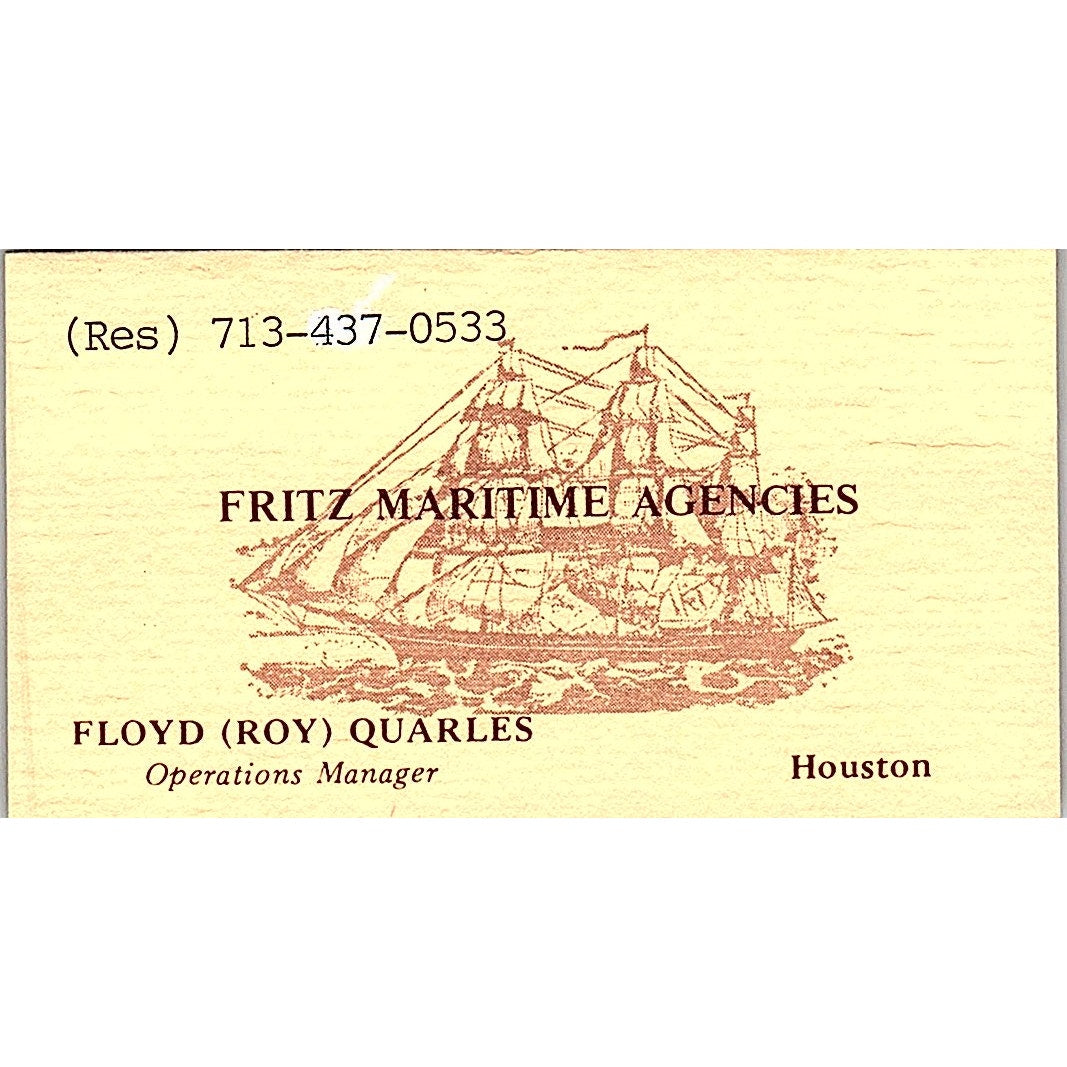 (Res) 713-437-0533
FRITZ MARITIME AGENCIES
FLOYD (ROY) QUARLES
Operations Manager
Houston